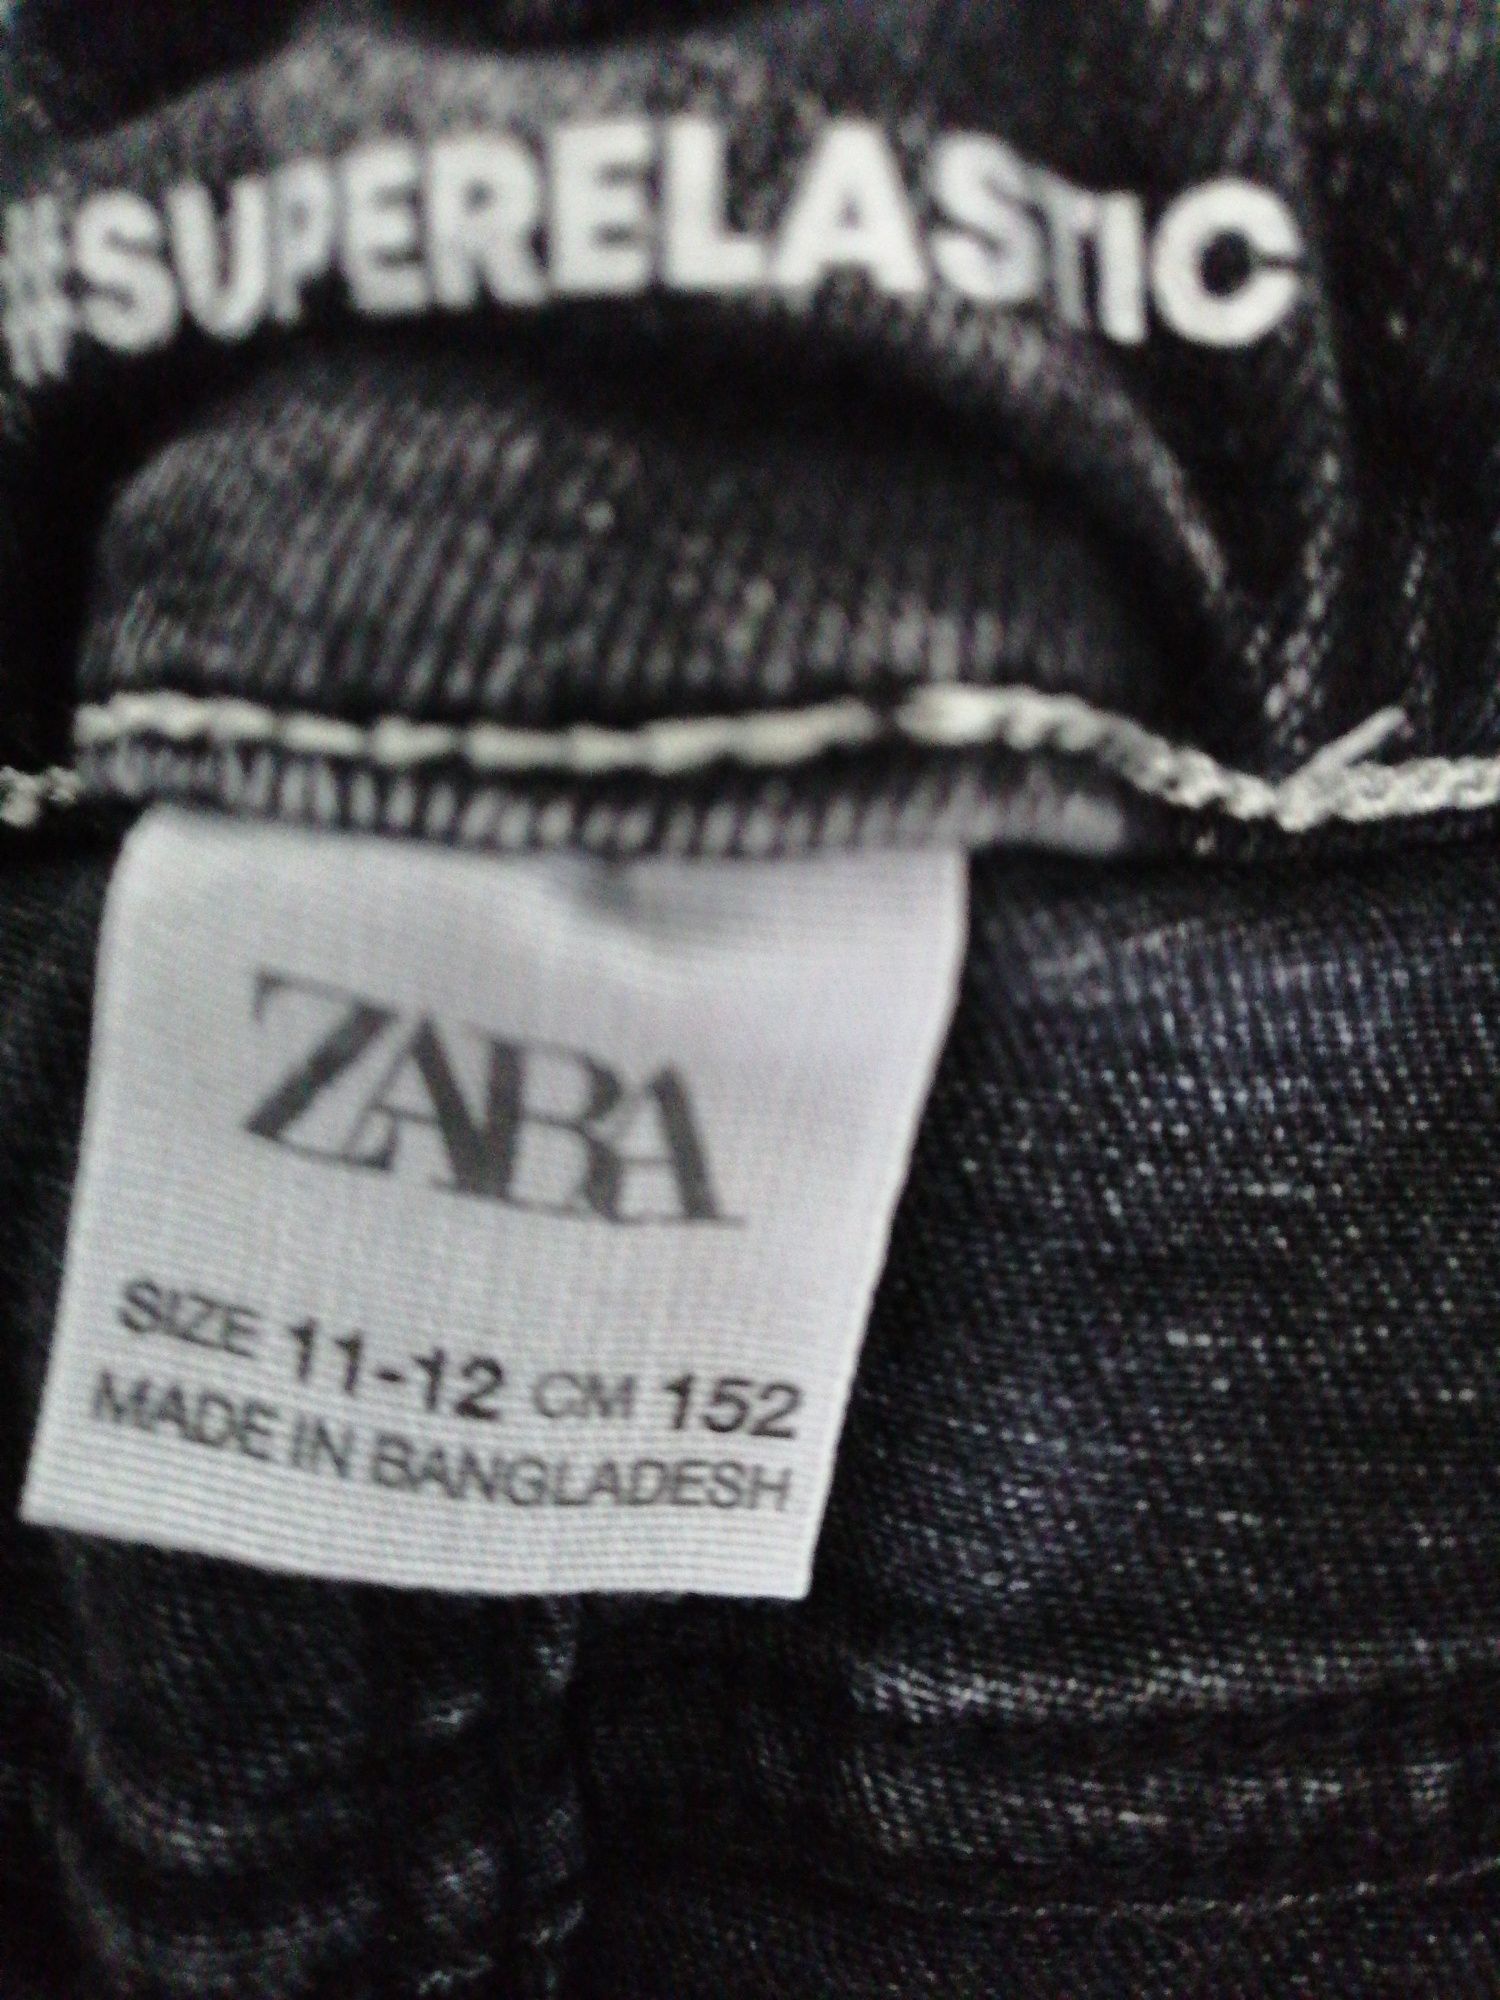 #SUPERELASTIC
ZARA
SIZE 11-12 CM 152
MADE IN BANGLADESH